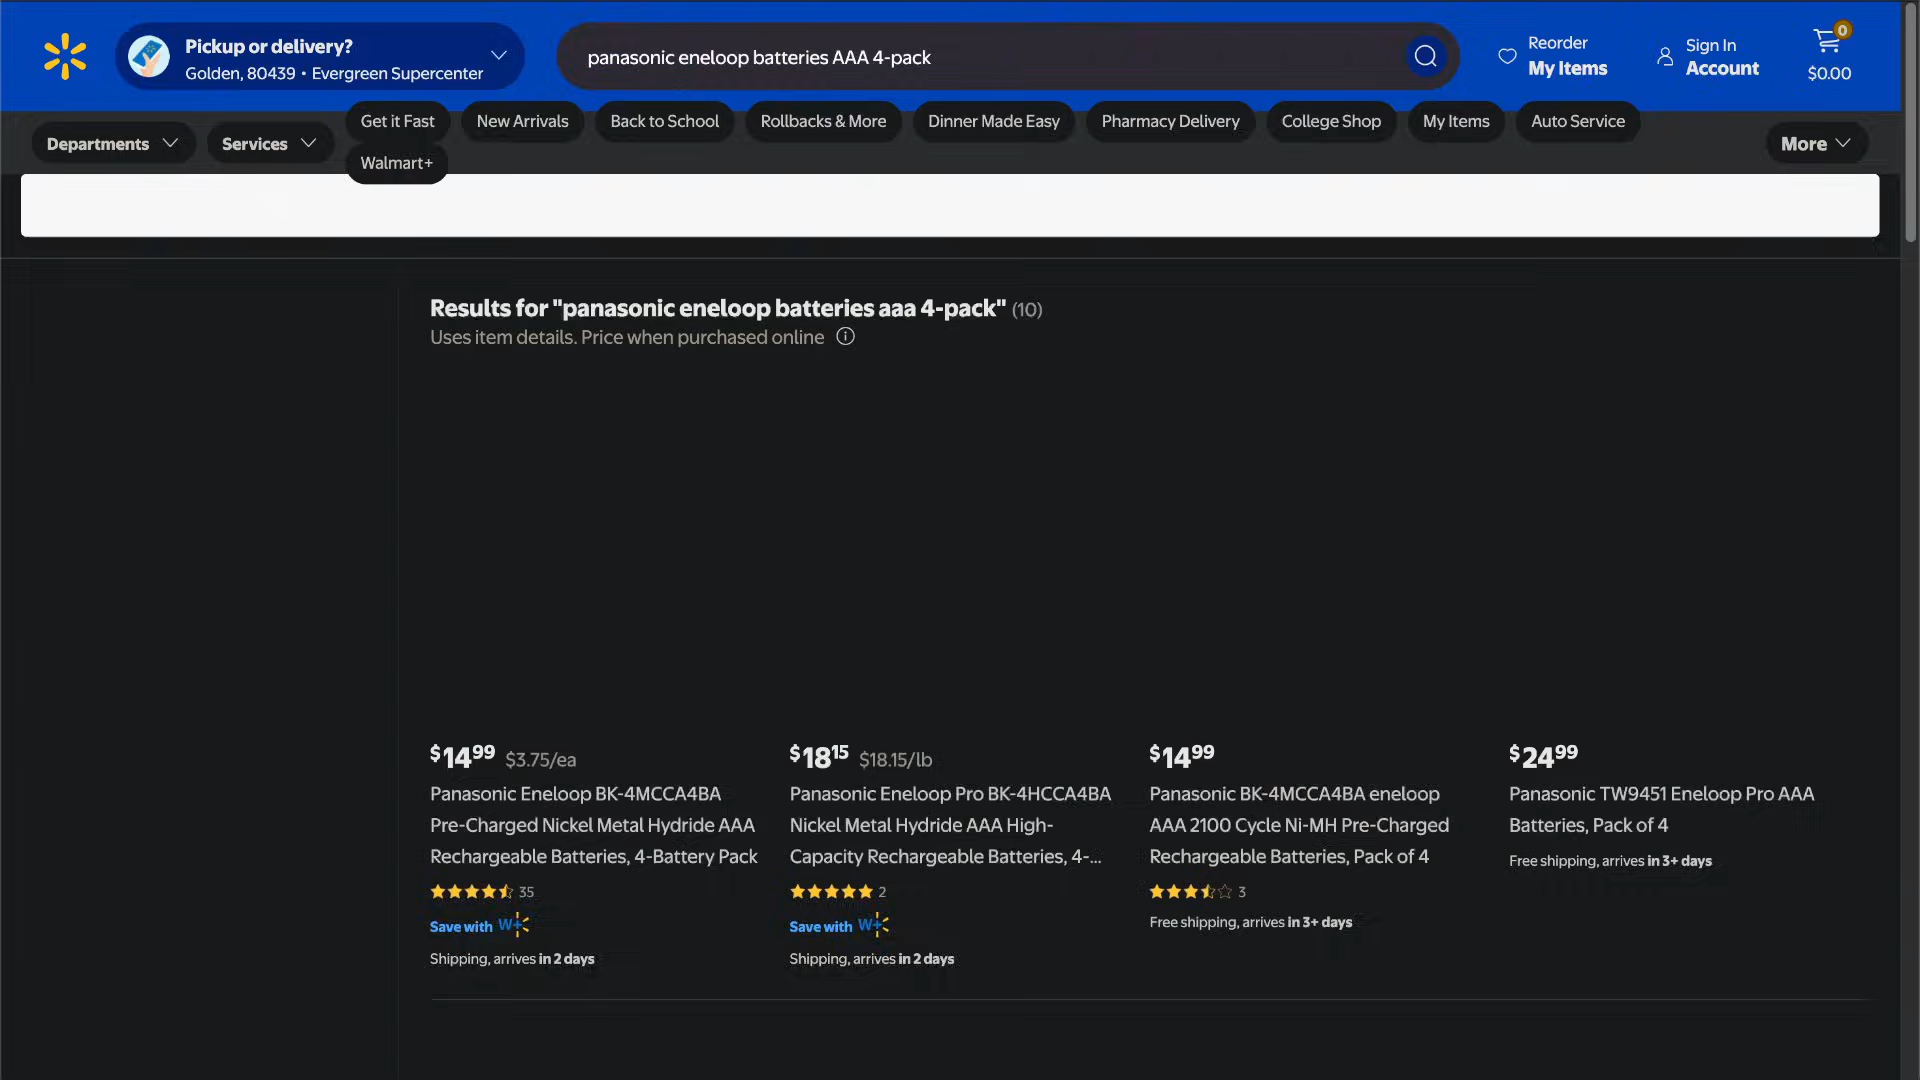 Pickup or delivery?
Golden, 80439 • Evergreen Supercenter
panasonic eneloop batteries AAA 4-pack
Reorder
My Items
Sign In
Account
0
$0.00
Departments
Services
Get it Fast
New Arrivals
Back to School
Rollbacks & More
Dinner Made Easy
Pharmacy Delivery
College Shop
My Items
Auto Service
Walmart+
More
Results for "panasonic eneloop batteries aaa 4-pack" (10)
Uses item details. Price when purchased online
$14.99 $3.75/ea
Panasonic Eneloop BK-4MCCA4BA
Pre-Charged Nickel Metal Hydride AAA
Rechargeable Batteries, 4-Battery Pack
35
Save with W+
Shipping, arrives in 2 days
$18.15 $18.15/lb
Panasonic Eneloop Pro BK-4HCCA4BA
Nickel Metal Hydride AAA High-
Capacity Rechargeable Batteries, 4-...
2
Save with W+
Shipping, arrives in 2 days
$14.99
Panasonic BK-4MCCA4BA eneloop
AAA 2100 Cycle Ni-MH Pre-Charged
Rechargeable Batteries, Pack of 4
3
Free shipping, arrives in 3+ days
$24.99
Panasonic TW9451 Eneloop Pro AAA
Batteries, Pack of 4
Free shipping, arrives in 3+ days